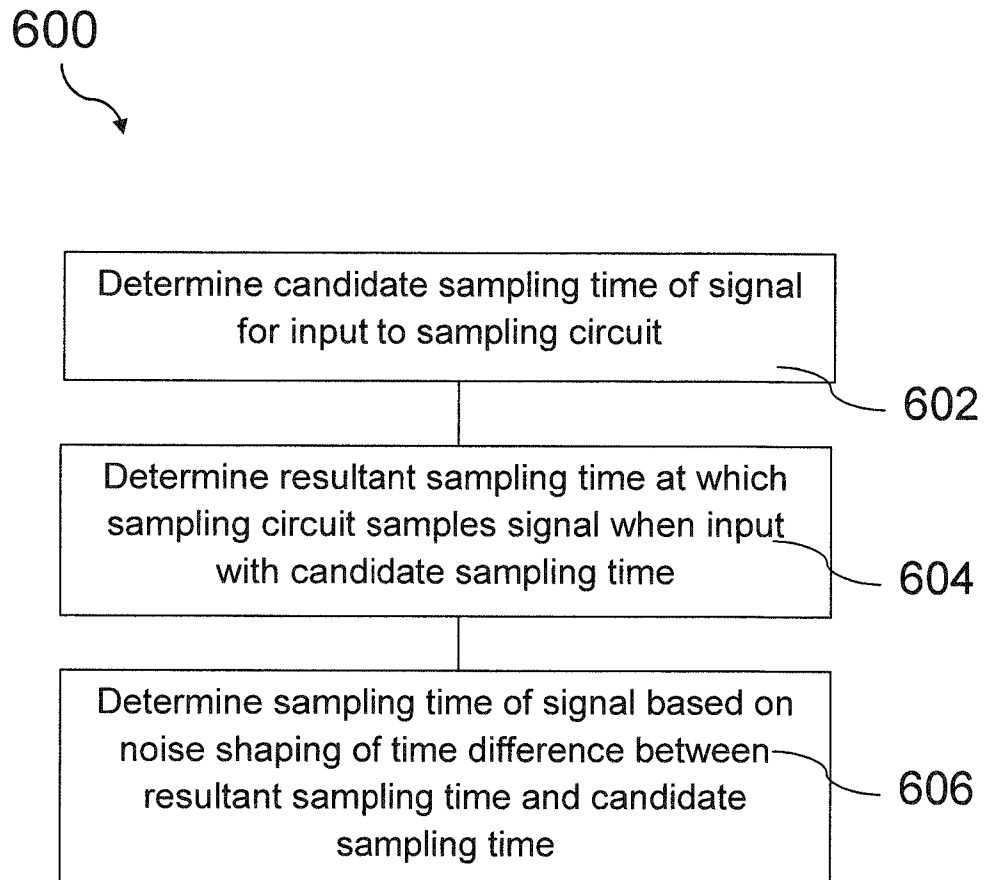 600
Determine candidate sampling time of signal
for input to sampling circuit
602
Determine resultant sampling time at which
sampling circuit samples signal when input
with candidate sampling time
604
Determine sampling time of signal based on
noise shaping of time difference between
resultant sampling time and candidate
sampling time
606